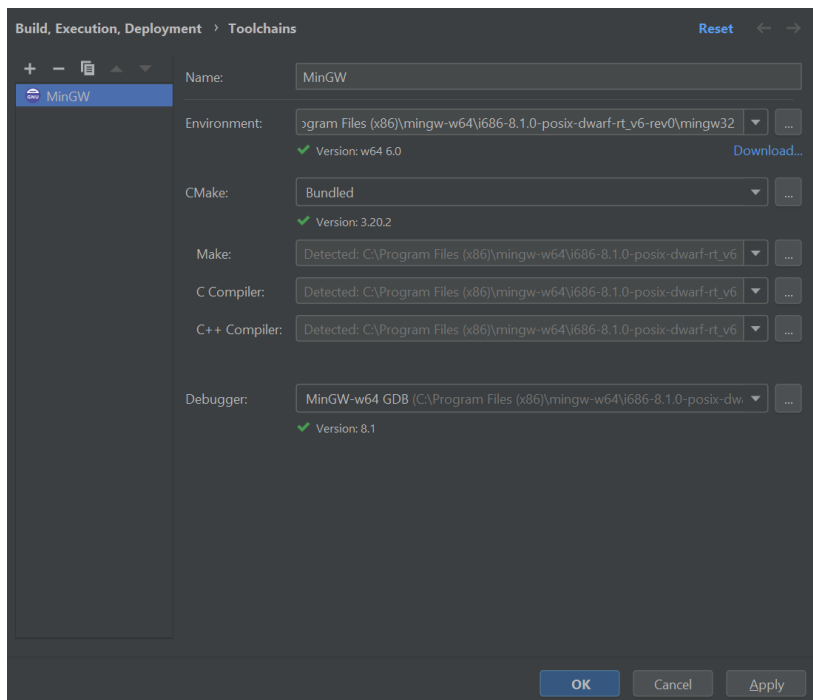 Build, Execution, Deployment › Toolchains
Reset
MinGW
Name:
MinGW
Environment:
ogram Files (x86)\mingw-w64\i686-8.1.0-posix-dwarf-rt_v6-rev0\mingw32
...
Version: w64 6.0
Download...
CMake:
Bundled
...
Version: 3.20.2
Make:
Detected: C:\Program Files (x86)\mingw-w64\i686-8.1.0-posix-dwarf-rt_v6
...
C Compiler:
Detected: C:\Program Files (x86)\mingw-w64\i686-8.1.0-posix-dwarf-rt_v6
...
C++ Compiler:
Detected: C:\Program Files (x86)\mingw-w64\i686-8.1.0-posix-dwarf-rt_v6
...
Debugger:
MinGW-w64 GDB (C:\Program Files (x86)\mingw-w64\i686-8.1.0-posix-dw
...
Version: 8.1
OK
Cancel
Apply